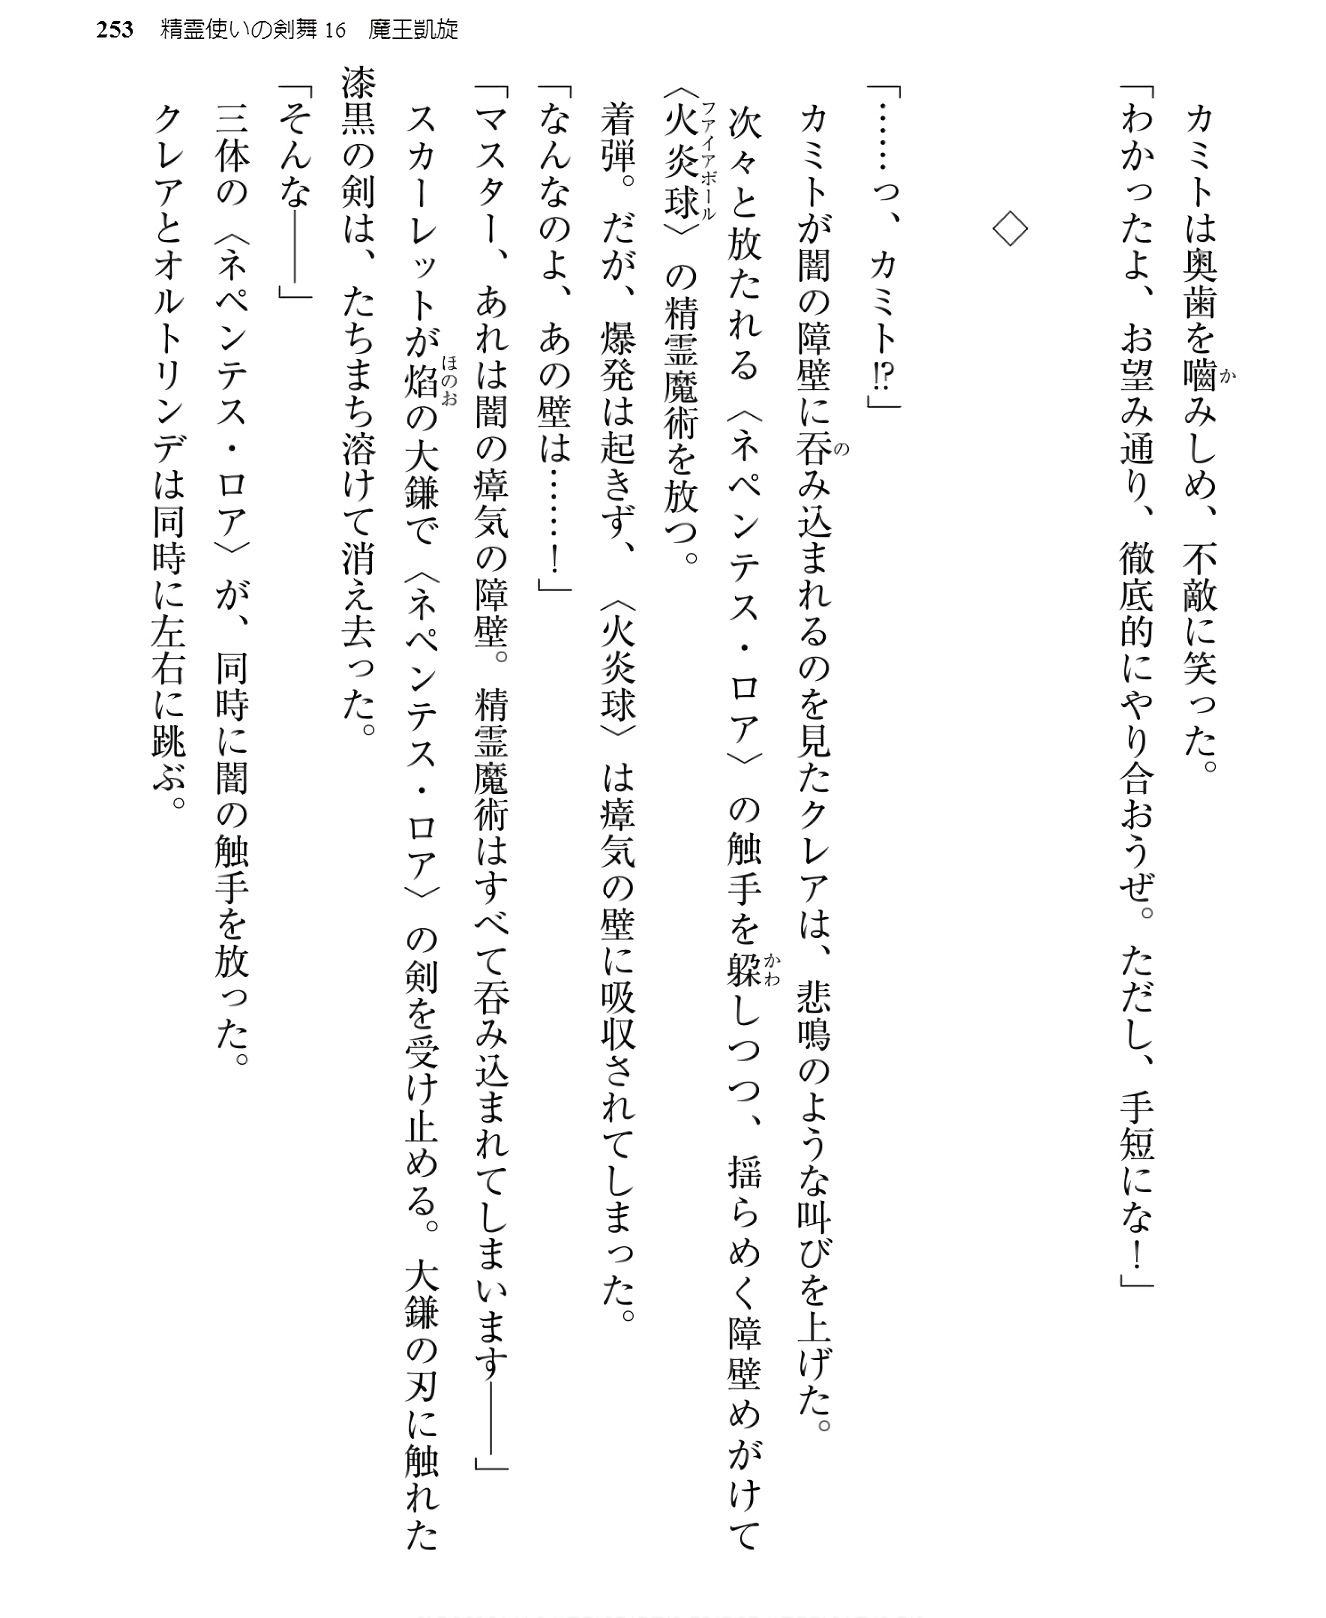 253 精霊使いの剣舞16 魔王凱旋
カミトは奥歯を噛みしめ、不敵に笑った。
「わかったよ、お望み通り、徹底的にやり合おうぜ。ただし、手短にな！」
◇
「……っ、カミト⁉」
カミトが闇の障壁に呑み込まれるのを見たクレアは、悲鳴のような叫びを上げた。
次々と放たれる〈ネペンテス・ロア〉の触手を躱しつつ、揺らめく障壁めがけて
〈火炎球〉の精霊魔術を放つ。
着弾。だが、爆発は起きず、〈火炎球〉は瘴気の壁に吸収されてしまった。
「なんなのよ、あの壁は……！」
「マスター、あれは闇の瘴気の障壁。精霊魔術はすべて呑み込まれてしまいます――」
スカーレットが焰の大鎌で〈ネペンテス・ロア〉の剣を受け止める。大鎌の刃に触れた
漆黒の剣は、たちまち溶けて消え去った。
「そんな――」
三体の〈ネペンテス・ロア〉が、同時に闇の触手を放った。
クレアとオルトリンデは同時に左右に跳ぶ。